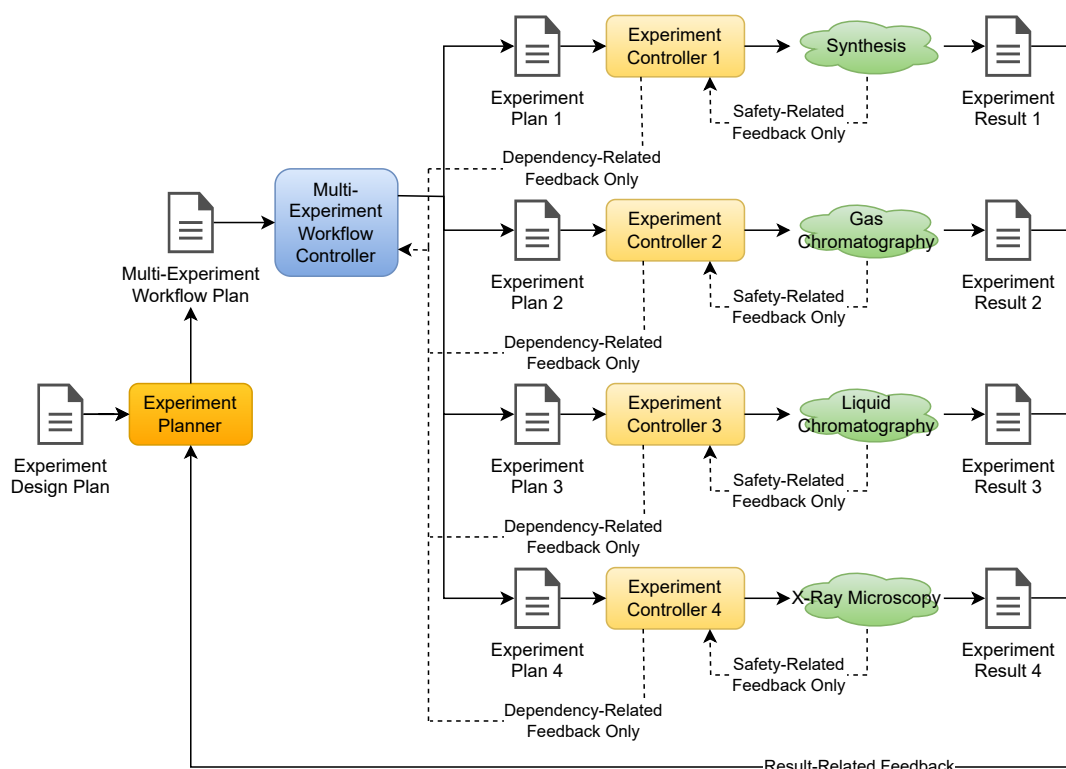 Experiment
Plan 1
Experiment
Controller 1
Synthesis
Experiment
Result 1
Safety-Related
Feedback Only
Dependency-Related
Feedback Only
Multi-
Experiment
Workflow
Controller
Multi-Experiment
Workflow Plan
Experiment
Plan 2
Experiment
Controller 2
Gas
Chromatography
Experiment
Result 2
Safety-Related
Feedback Only
Dependency-Related
Feedback Only
Experiment
Planner
Experiment
Design Plan
Experiment
Plan 3
Experiment
Controller 3
Liquid
Chromatography
Experiment
Result 3
Safety-Related
Feedback Only
Dependency-Related
Feedback Only
Experiment
Plan 4
Experiment
Controller 4
X-Ray Microscopy
Experiment
Result 4
Safety-Related
Feedback Only
Dependency-Related
Feedback Only
Result-Related Feedback